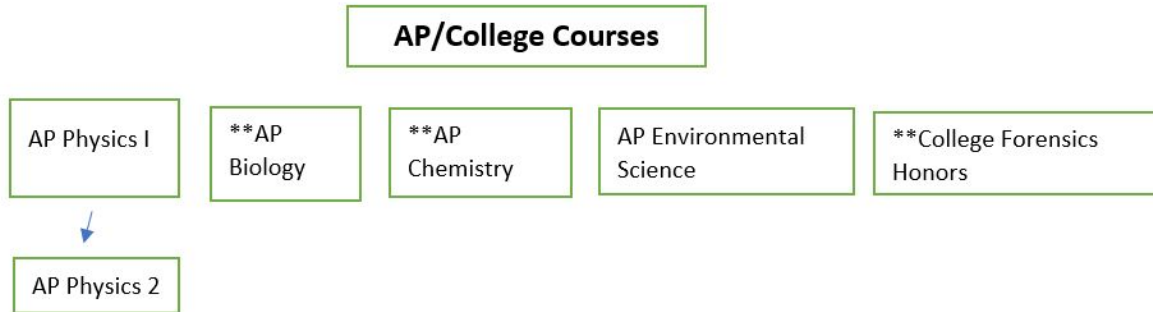 AP/College Courses
AP Physics I
**AP
Biology
**AP
Chemistry
AP Environmental
Science
**College Forensics
Honors
AP Physics 2